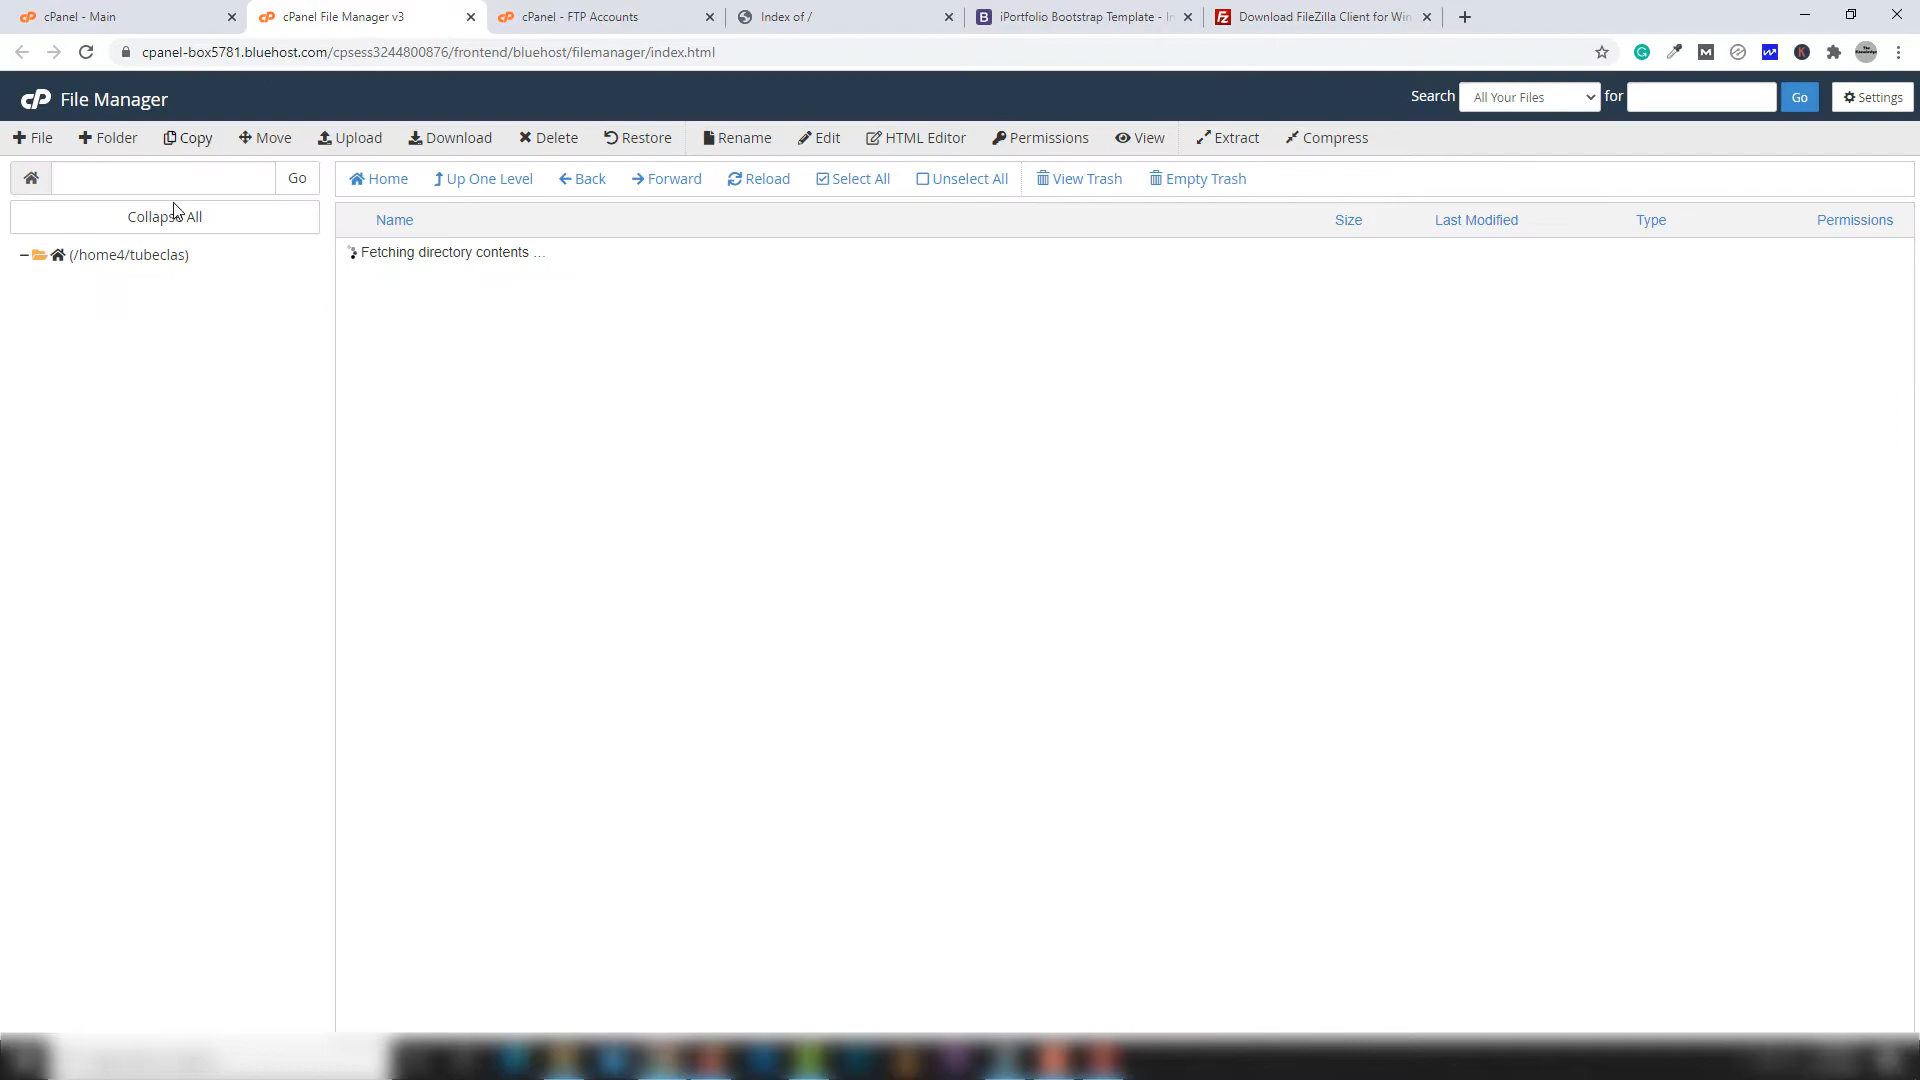 cPanel - Main
cPanel File Manager v3
cPanel - FTP Accounts
Index of /
iPortfolio Bootstrap Template - In
Download FileZilla Client for Win
cpanel-box5781.bluehost.com/cpsess3244800876/frontend/bluehost/filemanager/index.html
cP File Manager
Search All Your Files for Go Settings
File Folder Copy Move Upload Download Delete Restore Rename Edit HTML Editor Permissions View Extract Compress
Go
Home Up One Level Back Forward Reload Select All Unselect All View Trash Empty Trash
Collapse All
Name Size Last Modified Type Permissions
(/home4/tubeclas)
Fetching directory contents ...